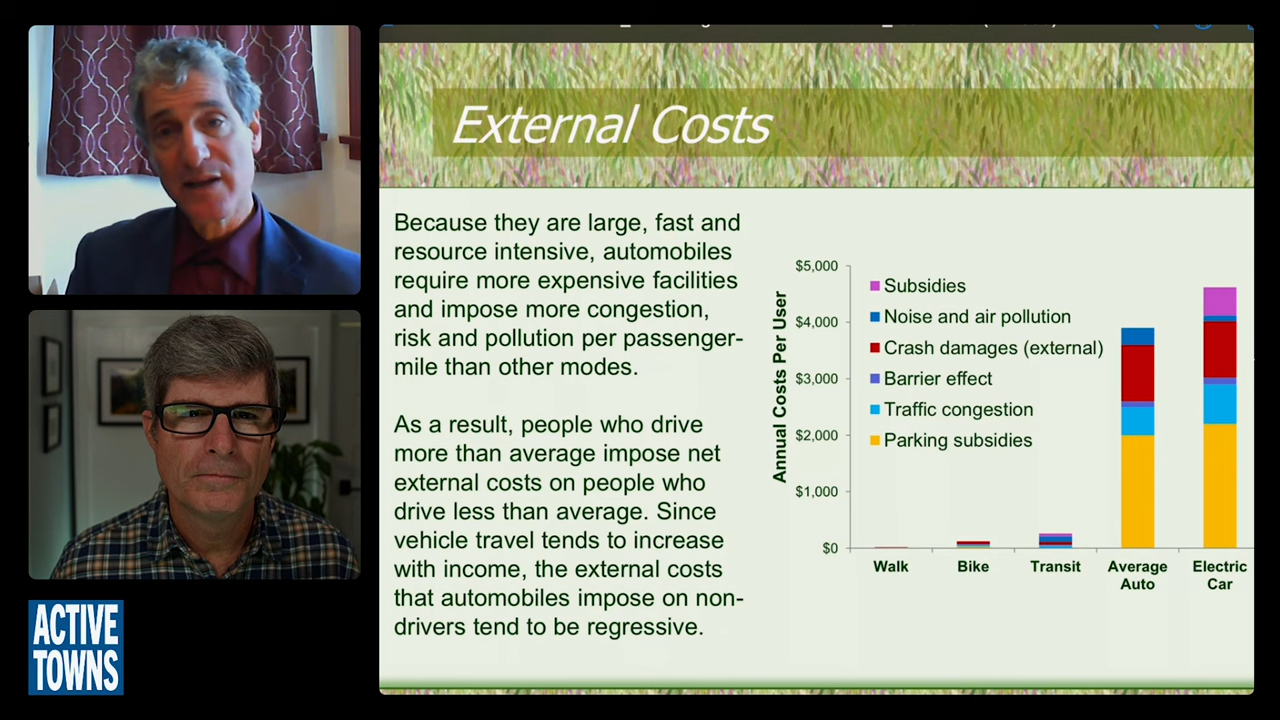 External Costs
Because they are large, fast and
resource intensive, automobiles
require more expensive facilities
and impose more congestion,
risk and pollution per passenger-
mile than other modes.
As a result, people who drive
more than average impose net
external costs on people who
drive less than average. Since
vehicle travel tends to increase
with income, the external costs
that automobiles impose on non-
drivers tend to be regressive.
Annual Costs Per User
$5,000
$4,000
$3,000
$2,000
$1,000
$0
Subsidies
Noise and air pollution
Crash damages (external)
Barrier effect
Traffic congestion
Parking subsidies
Walk
Bike
Transit
Average
Auto
Electric
Car
ACTIVE
TOWNS